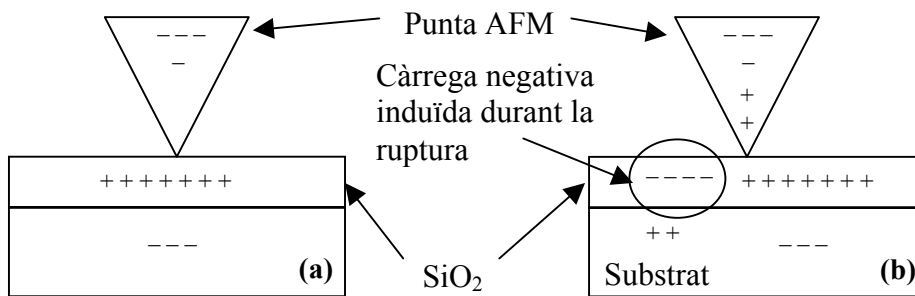 Punta AFM
Càrrega negativa
induïda durant la
ruptura
– – –
–
+ + + + + + +
– – –
(a)
SiO₂
– – –
–
+
+
– – – –
+ + + + + + +
+ +
– – –
Substrat
(b)